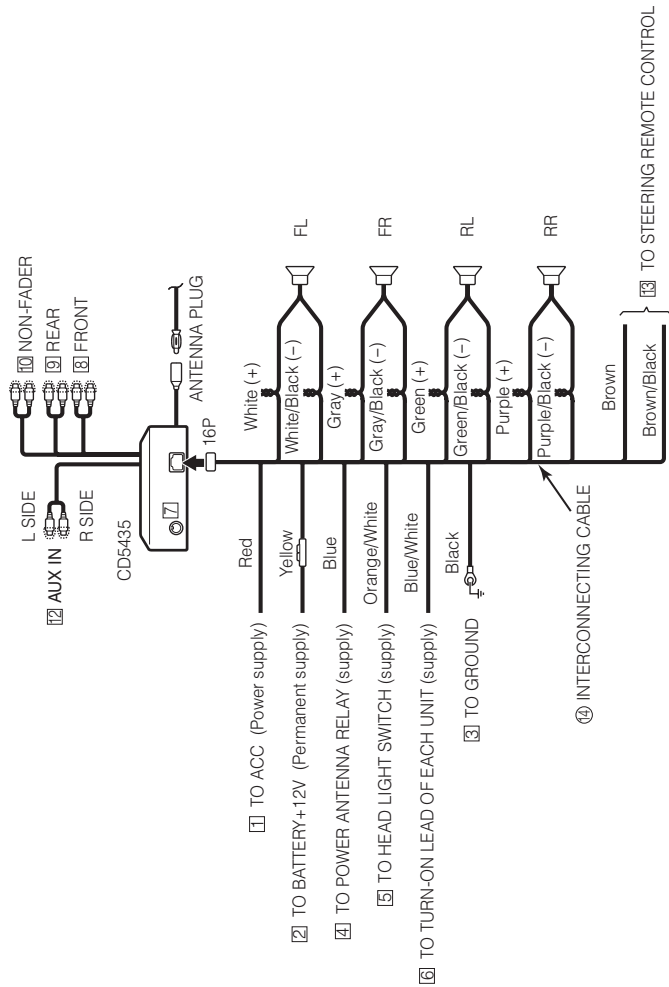 10 NON-FADER
9 REAR
8 FRONT
L SIDE
12 AUX IN
R SIDE
ANTENNA PLUG
CD5435
7
16P
1 TO ACC (Power supply)
Red
2 TO BATTERY+12V (Permanent supply)
Yellow
4 TO POWER ANTENNA RELAY (supply)
Blue
5 TO HEAD LIGHT SWITCH (supply)
Orange/White
6 TO TURN-ON LEAD OF EACH UNIT (supply)
Blue/White
3 TO GROUND
Black
White (+)
White/Black (−)
FL
Gray (+)
Gray/Black (−)
FR
Green (+)
Green/Black (−)
RL
Purple (+)
Purple/Black (−)
RR
14 INTERCONNECTING CABLE
Brown
Brown/Black
13 TO STEERING REMOTE CONTROL